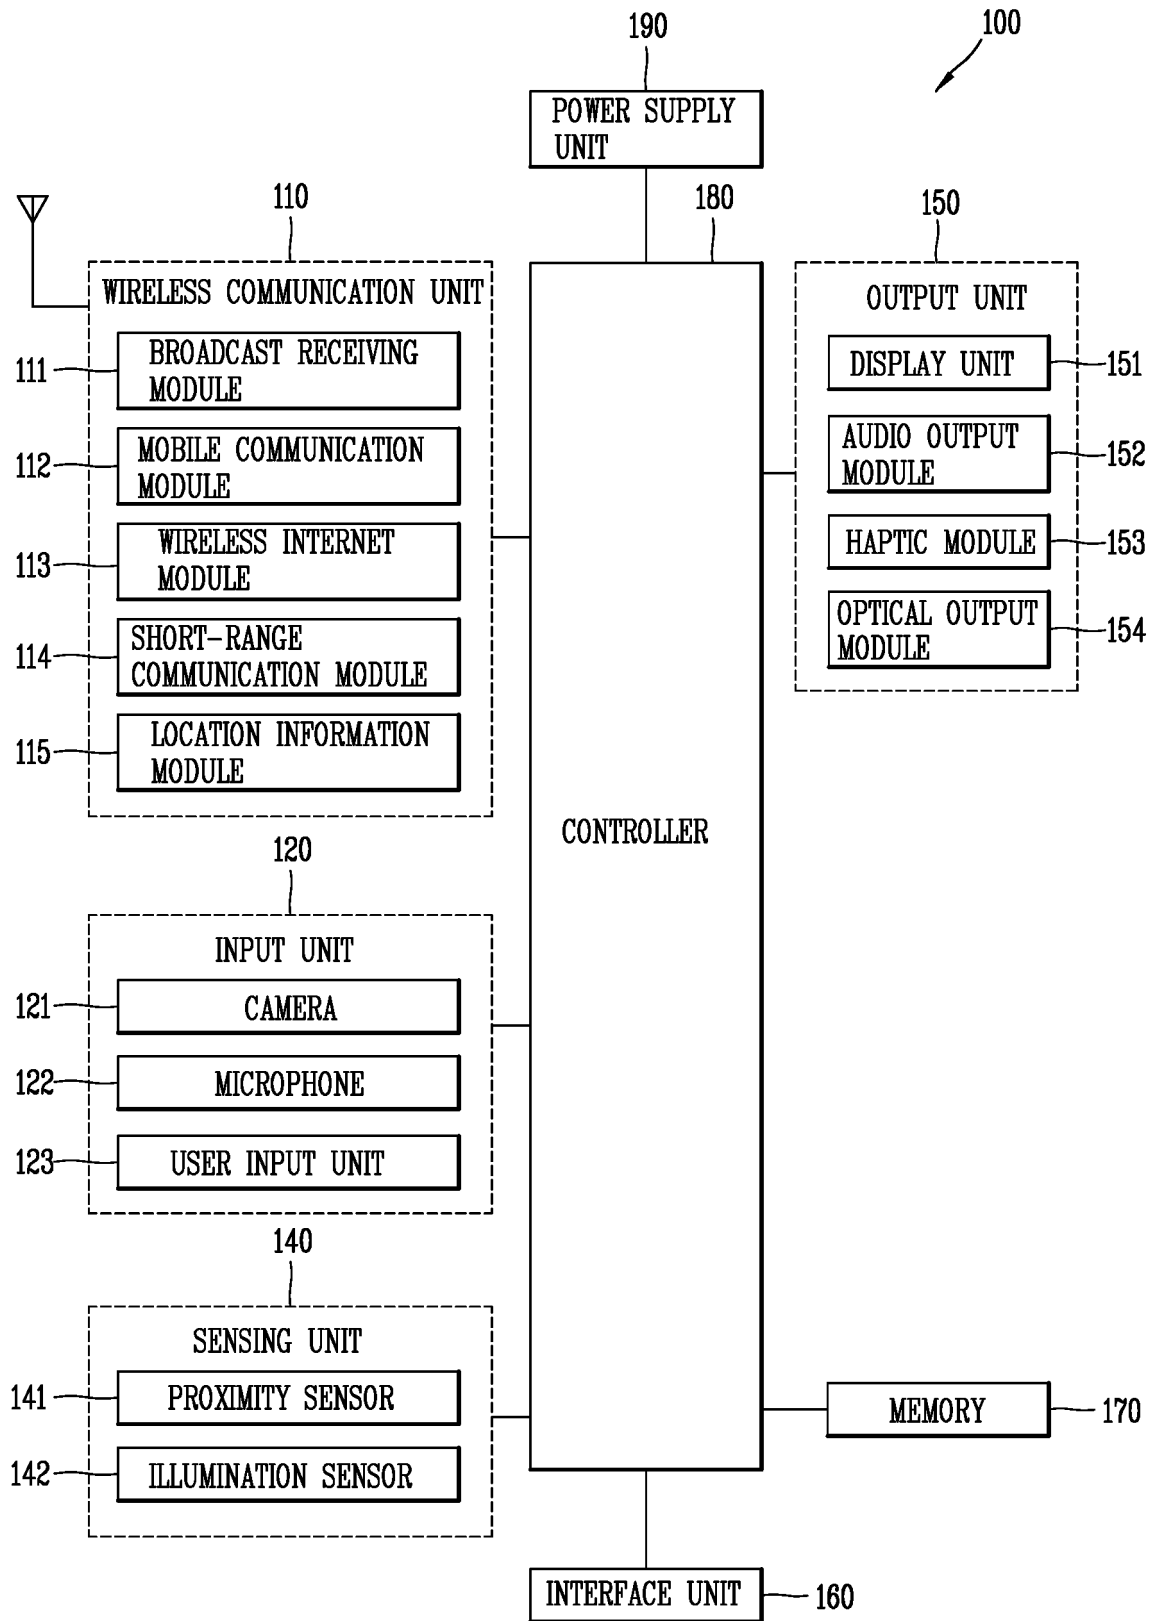 190
100
POWER SUPPLY
UNIT
110
180
150
WIRELESS COMMUNICATION UNIT
111
BROADCAST RECEIVING
MODULE
112
MOBILE COMMUNICATION
MODULE
113
WIRELESS INTERNET
MODULE
114
SHORT-RANGE
COMMUNICATION MODULE
115
LOCATION INFORMATION
MODULE
OUTPUT UNIT
DISPLAY UNIT
151
AUDIO OUTPUT
MODULE
152
HAPTIC MODULE
153
OPTICAL OUTPUT
MODULE
154
CONTROLLER
120
INPUT UNIT
121
CAMERA
122
MICROPHONE
123
USER INPUT UNIT
140
SENSING UNIT
141
PROXIMITY SENSOR
142
ILLUMINATION SENSOR
MEMORY
170
INTERFACE UNIT
160